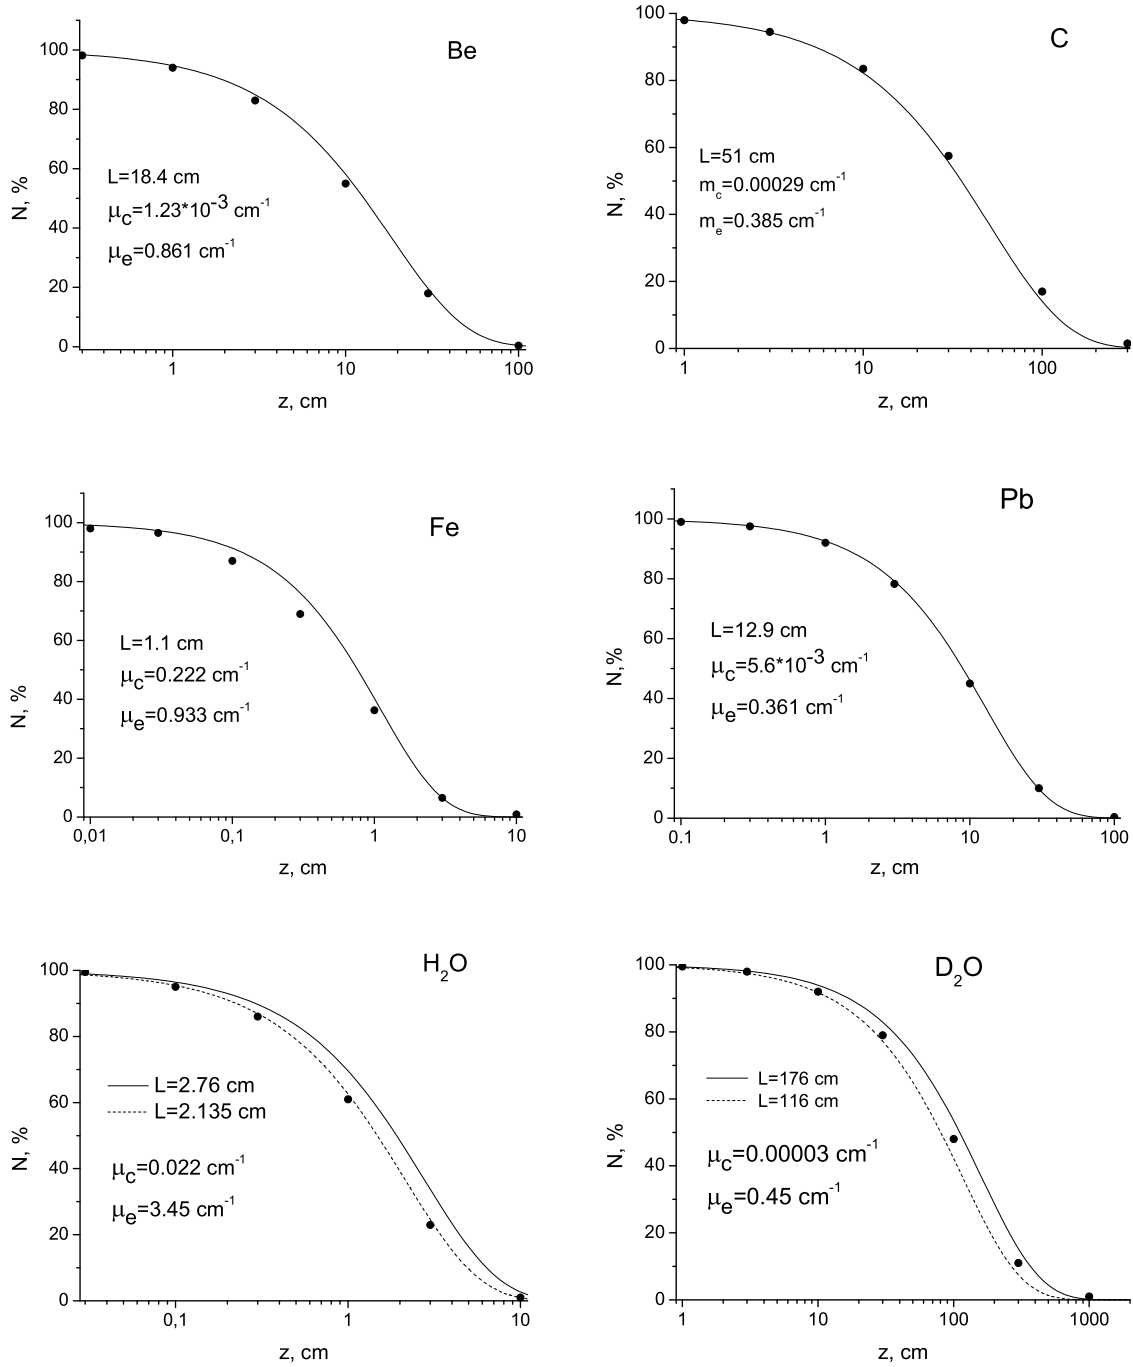 Be
N, %
100
80
60
40
20
0
L=18.4 cm
μc=1.23*10-3 cm-1
μe=0.861 cm-1
1 10 100
z, cm
C
N, %
100
80
60
40
20
0
L=51 cm
mc=0.00029 cm-1
me=0.385 cm-1
1 10 100
z, cm
Fe
N, %
100
80
60
40
20
0
L=1.1 cm
μc=0.222 cm-1
μe=0.933 cm-1
0,01 0,1 1 10
z, cm
Pb
N,%
100
80
60
40
20
0
L=12.9 cm
μc=5.6*10-3 cm-1
μe=0.361 cm-1
0.1 1 10 100
z, cm
H2O
N, %
100
80
60
40
20
0
L=2.76 cm
L=2.135 cm
μc=0.022 cm-1
μe=3.45 cm-1
0,1 1 10
z, cm
D2O
N, %
100
80
60
40
20
0
L=176 cm
L=116 cm
μc=0.00003 cm-1
μe=0.45 cm-1
1 10 100 1000
z, cm